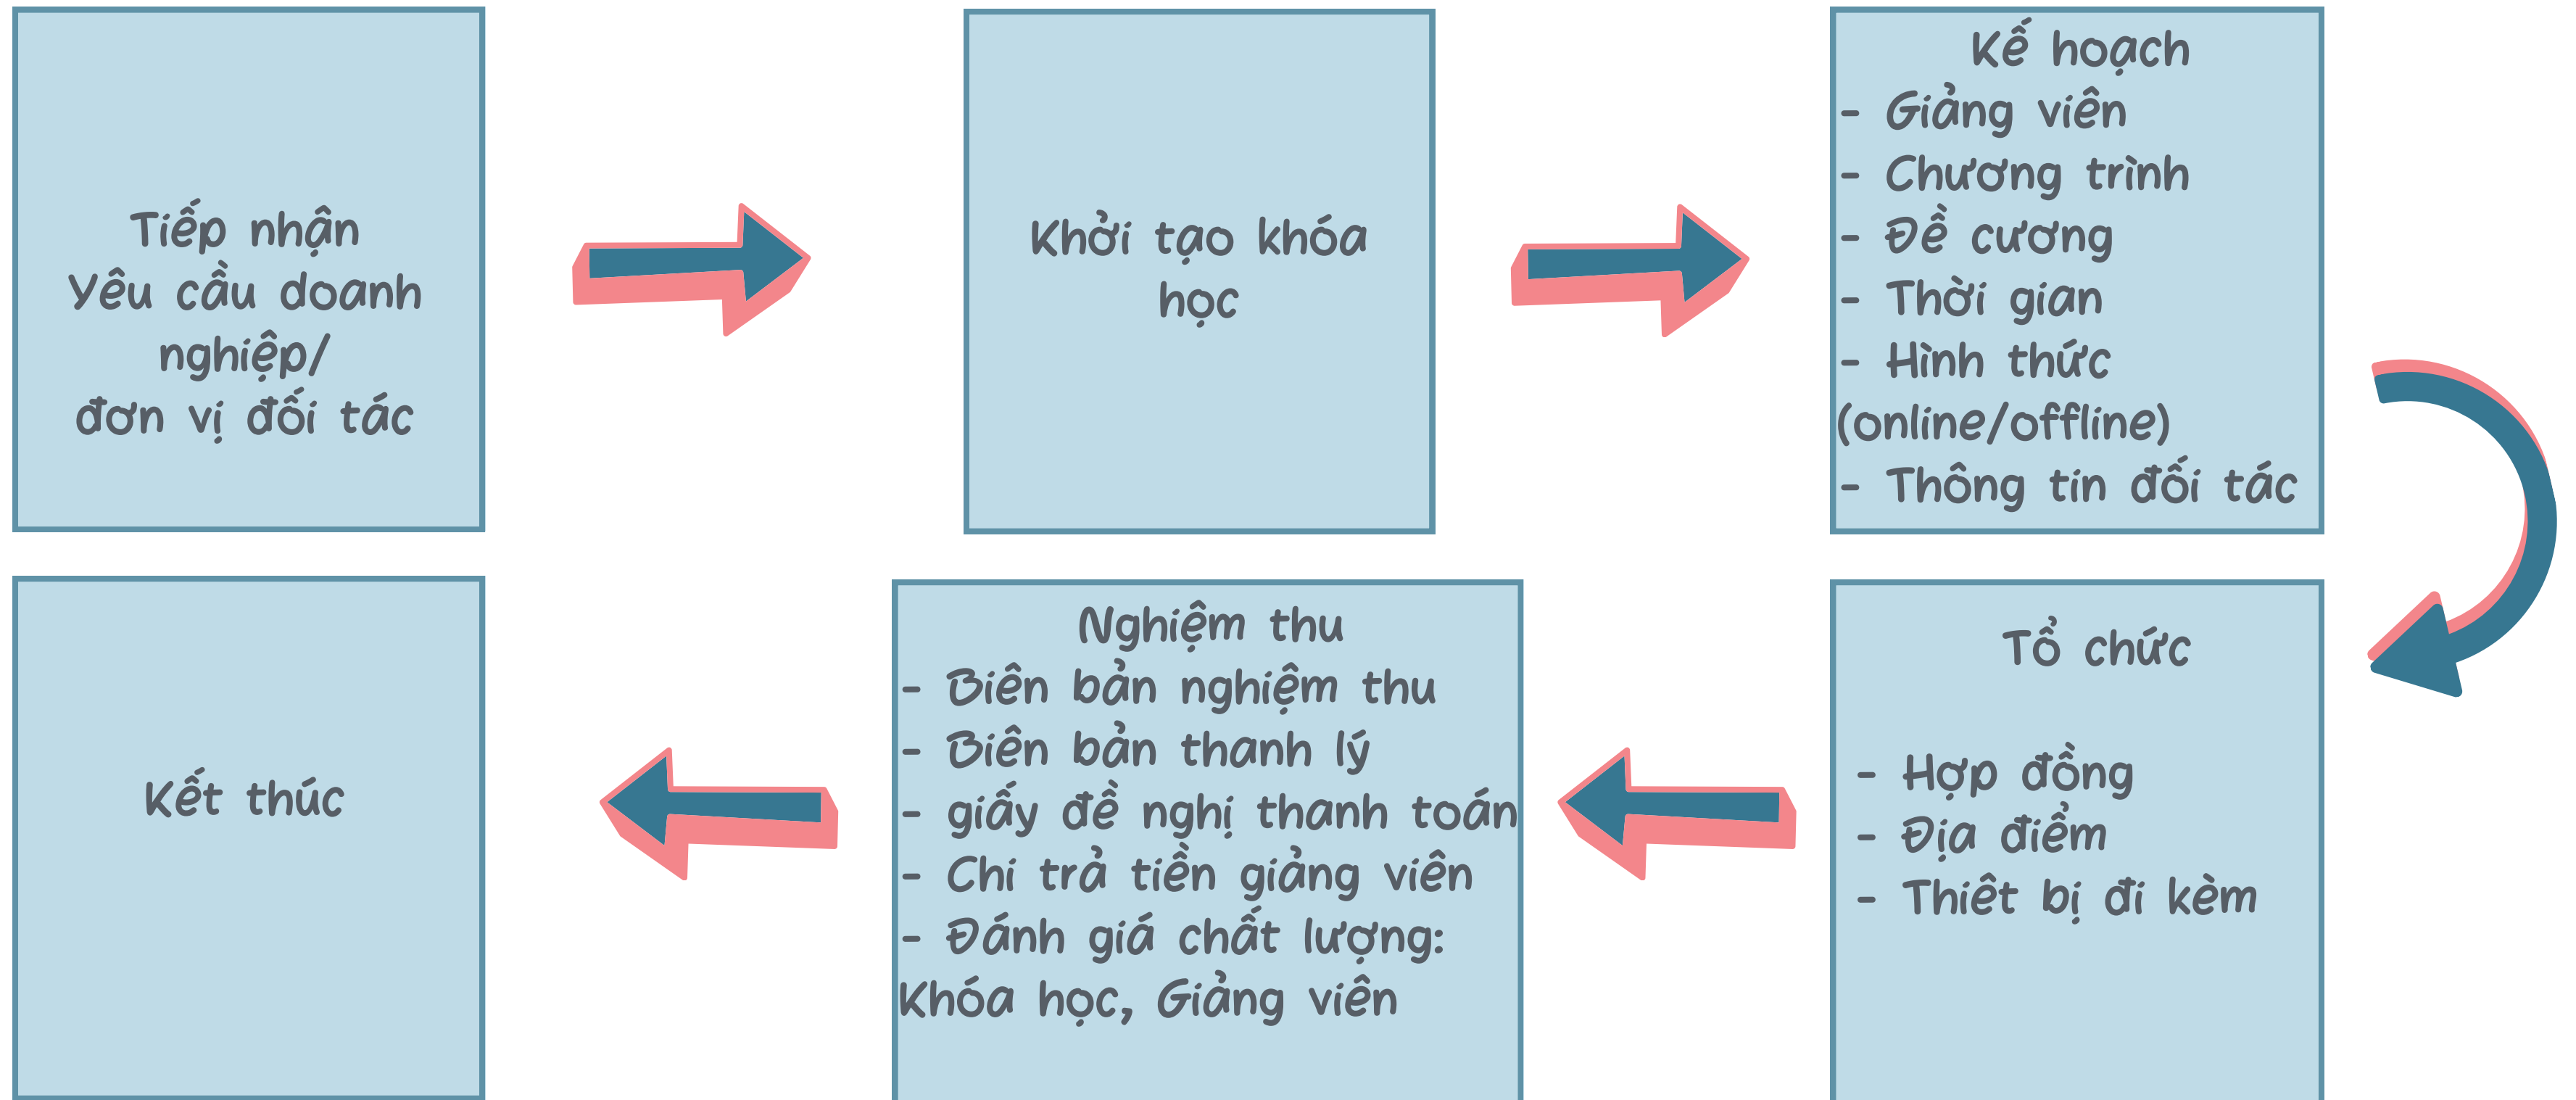 Tiếp nhận
Yêu cầu doanh
nghiệp/
đơn vị đối tác
Khởi tạo khóa
học
Kế hoạch
- Giảng viên
- Chương trình
- Đề cương
- Thời gian
- Hình thức
(online/offline)
- Thông tin đối tác
Tổ chức
- Hợp đồng
- Địa điểm
- Thiết bị đi kèm
Nghiệm thu
- Biên bản nghiệm thu
- Biên bản thanh lý
- giấy đề nghị thanh toán
- Chi trả tiền giảng viên
- Đánh giá chất lượng:
Khóa học, Giảng viên
Kết thúc